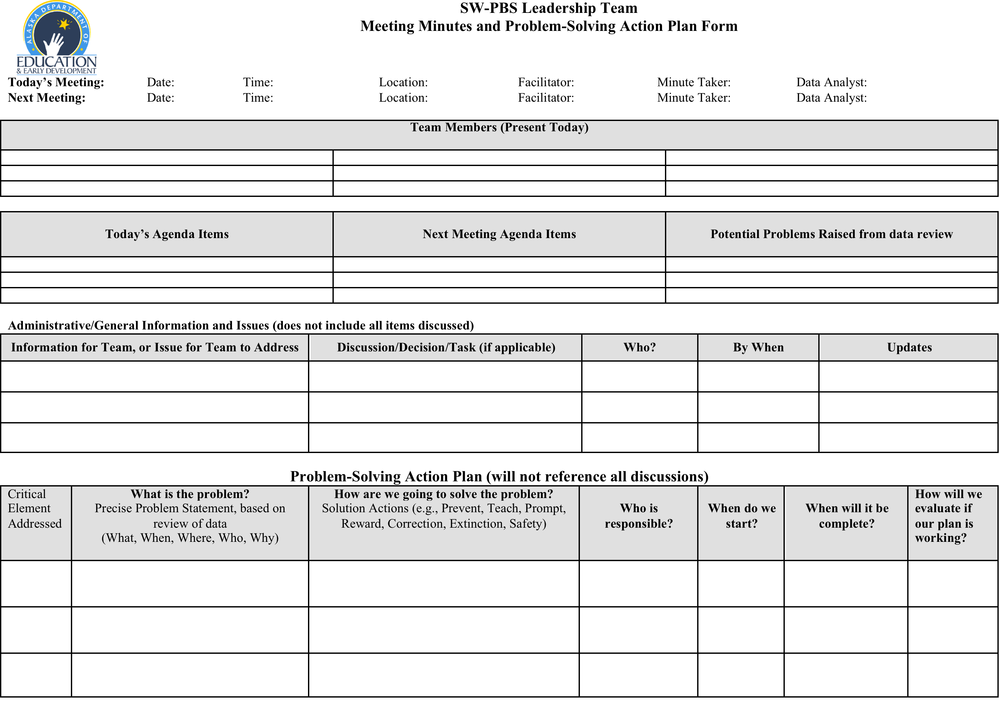 ALASKA DEPARTMENT OF
EDUCATION
& EARLY DEVELOPMENT
SW-PBS Leadership Team
Meeting Minutes and Problem-Solving Action Plan Form
Today’s Meeting: Date: Time: Location: Facilitator: Minute Taker: Data Analyst:
Next Meeting: Date: Time: Location: Facilitator: Minute Taker: Data Analyst:
Team Members (Present Today)
Today’s Agenda Items Next Meeting Agenda Items Potential Problems Raised from data review
Administrative/General Information and Issues (does not include all items discussed)
Information for Team, or Issue for Team to Address Discussion/Decision/Task (if applicable) Who? By When Updates
Problem-Solving Action Plan (will not reference all discussions)
Critical
Element
Addressed
What is the problem?
Precise Problem Statement, based on
review of data
(What, When, Where, Who, Why)
How are we going to solve the problem?
Solution Actions (e.g., Prevent, Teach, Prompt,
Reward, Correction, Extinction, Safety)
Who is
responsible?
When do we
start?
When will it be
complete?
How will we
evaluate if
our plan is
working?